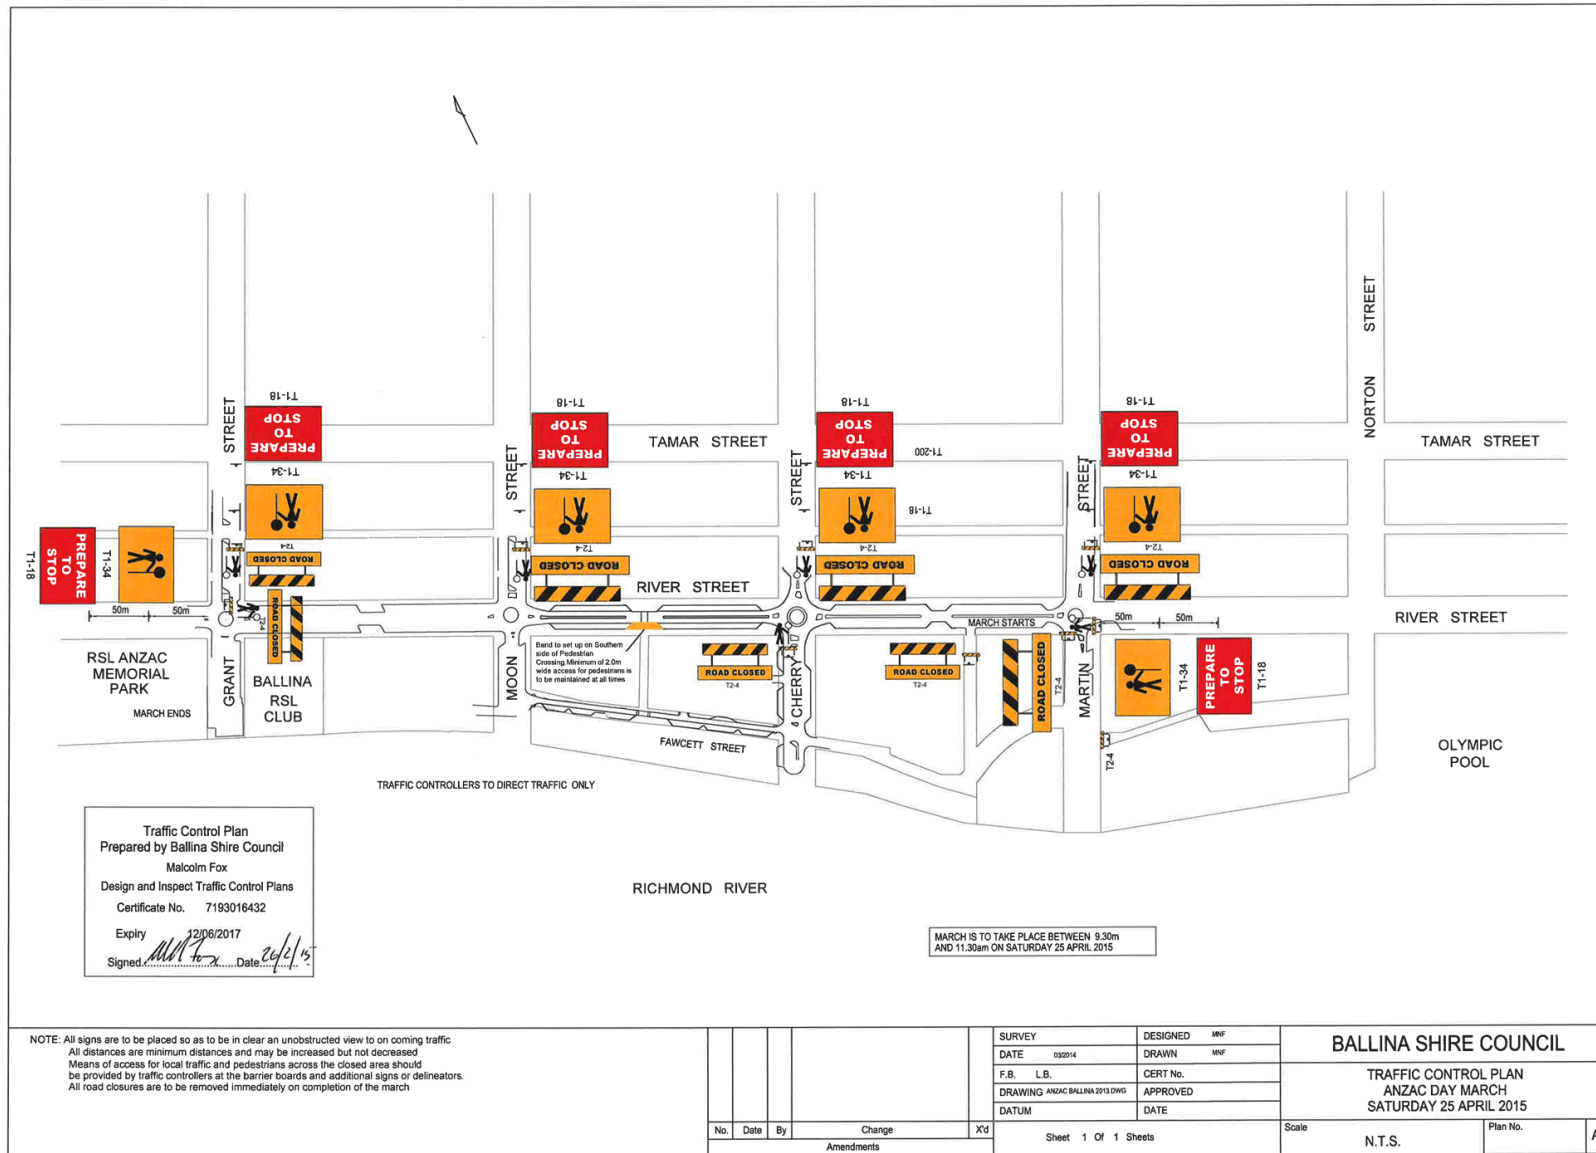 STREET
T1-18
PREPARE
TO
STOP
T1-34
T2-4
ROAD CLOSED
STREET
T1-18
PREPARE
TO
STOP
T1-34
T2-4
ROAD CLOSED
TAMAR STREET
STREET
T1-18
PREPARE
TO
STOP
T1-34
T2-4
ROAD CLOSED
T1-200
T1-18
STREET
T1-18
PREPARE
TO
STOP
T1-34
T2-4
ROAD CLOSED
NORTON STREET
TAMAR STREET
T1-18
PREPARE
TO
STOP
T1-34
50m
50m
T2-4
ROAD CLOSED
RIVER STREET
MARCH STARTS
50m
50m
RIVER STREET
RSL ANZAC
MEMORIAL
PARK
MARCH ENDS
GRANT
BALLINA
RSL
CLUB
MOON
Band to set up on Southern
side of Pedestrian
Crossing Minimum of 2.0m
wide access for pedestrians is
to be maintained at all times
ROAD CLOSED
T2-4
CHERRY
ROAD CLOSED
T2-4
ROAD CLOSED
T2-4
MARTIN
T1-34
PREPARE
TO
STOP
T1-18
T2-4
FAWCETT STREET
OLYMPIC
POOL
TRAFFIC CONTROLLERS TO DIRECT TRAFFIC ONLY
Traffic Control Plan
Prepared by Ballina Shire Council
Malcolm Fox
Design and Inspect Traffic Control Plans
Certificate No. 7193016432
Expiry 12/06/2017
Signed Date 26/2/15
RICHMOND RIVER
MARCH IS TO TAKE PLACE BETWEEN 9.30m
AND 11.30am ON SATURDAY 25 APRIL 2015
NOTE: All signs are to be placed so as to be in clear an unobstructed view to on coming traffic
All distances are minimum distances and may be increased but not decreased
Means of access for local traffic and pedestrians across the closed area should
be provided by traffic controllers at the barrier boards and additional signs or delineators.
All road closures are to be removed immediately on completion of the march
No. Date By Change X'd
Amendments
SURVEY
DATE 03/2014
F.B. L.B.
DRAWING ANZAC BALLINA 2013.DWG
DATUM
DESIGNED MNF
DRAWN MNF
CERT No.
APPROVED
DATE
Sheet 1 Of 1 Sheets
BALLINA SHIRE COUNCIL
TRAFFIC CONTROL PLAN
ANZAC DAY MARCH
SATURDAY 25 APRIL 2015
Scale
N.T.S.
Plan No.